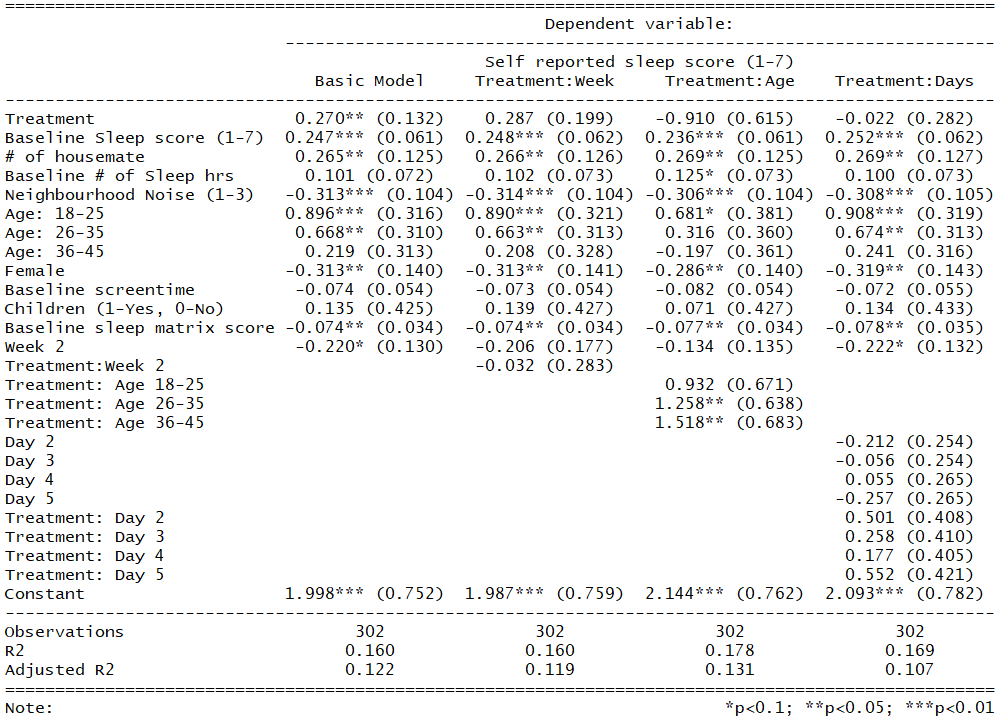 Dependent variable:
Self reported sleep score (1-7)
Basic Model Treatment:Week Treatment:Age Treatment:Days
Treatment 0.270** (0.132) 0.287 (0.199) -0.910 (0.615) -0.022 (0.282)
Baseline Sleep score (1-7) 0.247*** (0.061) 0.248*** (0.062) 0.236*** (0.061) 0.252*** (0.062)
# of housemate 0.265** (0.125) 0.266** (0.126) 0.269** (0.125) 0.269** (0.127)
Baseline # of Sleep hrs 0.101 (0.072) 0.102 (0.073) 0.125* (0.073) 0.100 (0.073)
Neighbourhood Noise (1-3) -0.313*** (0.104) -0.314*** (0.104) -0.306*** (0.104) -0.308*** (0.105)
Age: 18-25 0.896*** (0.316) 0.890*** (0.321) 0.681* (0.381) 0.908*** (0.319)
Age: 26-35 0.668** (0.310) 0.663** (0.313) 0.316 (0.360) 0.674** (0.313)
Age: 36-45 0.219 (0.313) 0.208 (0.328) -0.197 (0.361) 0.241 (0.316)
Female -0.313** (0.140) -0.313** (0.141) -0.286** (0.140) -0.319** (0.143)
Baseline screentime -0.074 (0.054) -0.073 (0.054) -0.082 (0.054) -0.072 (0.055)
Children (1-Yes, 0-No) 0.135 (0.425) 0.139 (0.427) 0.071 (0.427) 0.134 (0.433)
Baseline sleep matrix score -0.074** (0.034) -0.074** (0.034) -0.077** (0.034) -0.078** (0.035)
Week 2 -0.220* (0.130) -0.206 (0.177) -0.134 (0.135) -0.222* (0.132)
Treatment:Week 2 -0.032 (0.283)
Treatment: Age 18-25 0.932 (0.671)
Treatment: Age 26-35 1.258** (0.638)
Treatment: Age 36-45 1.518** (0.683)
Day 2 -0.212 (0.254)
Day 3 -0.056 (0.254)
Day 4 0.055 (0.265)
Day 5 -0.257 (0.265)
Treatment: Day 2 0.501 (0.408)
Treatment: Day 3 0.258 (0.410)
Treatment: Day 4 0.177 (0.405)
Treatment: Day 5 0.552 (0.421)
Constant 1.998*** (0.752) 1.987*** (0.759) 2.144*** (0.762) 2.093*** (0.782)
Observations 302 302 302 302
R2 0.160 0.160 0.178 0.169
Adjusted R2 0.122 0.119 0.131 0.107
Note: *p<0.1; **p<0.05; ***p<0.01